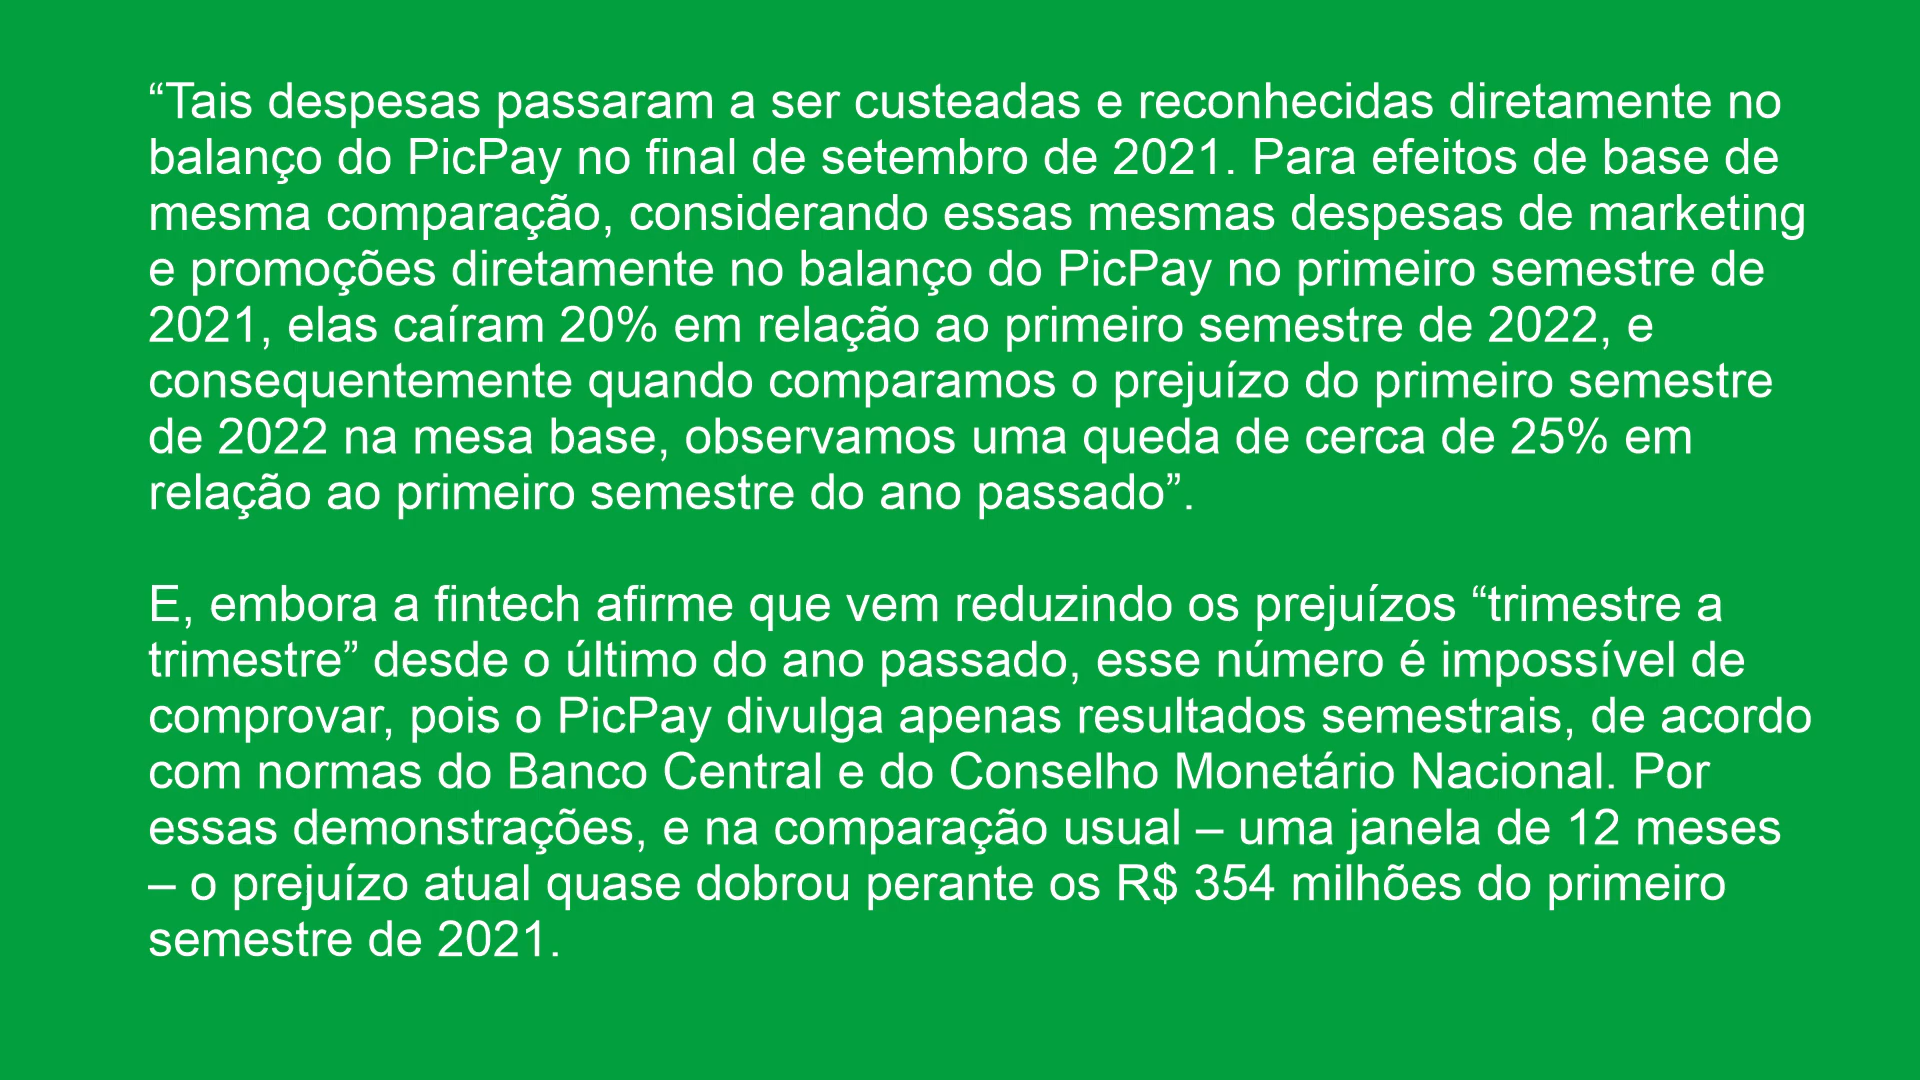 “Tais despesas passaram a ser custeadas e reconhecidas diretamente no
balanço do PicPay no final de setembro de 2021. Para efeitos de base de
mesma comparação, considerando essas mesmas despesas de marketing
e promoções diretamente no balanço do PicPay no primeiro semestre de
2021, elas caíram 20% em relação ao primeiro semestre de 2022, e
consequentemente quando comparamos o prejuízo do primeiro semestre
de 2022 na mesa base, observamos uma queda de cerca de 25% em
relação ao primeiro semestre do ano passado”.
E, embora a fintech afirme que vem reduzindo os prejuízos “trimestre a
trimestre” desde o último do ano passado, esse número é impossível de
comprovar, pois o PicPay divulga apenas resultados semestrais, de acordo
com normas do Banco Central e do Conselho Monetário Nacional. Por
essas demonstrações, e na comparação usual – uma janela de 12 meses
– o prejuízo atual quase dobrou perante os R$ 354 milhões do primeiro
semestre de 2021.